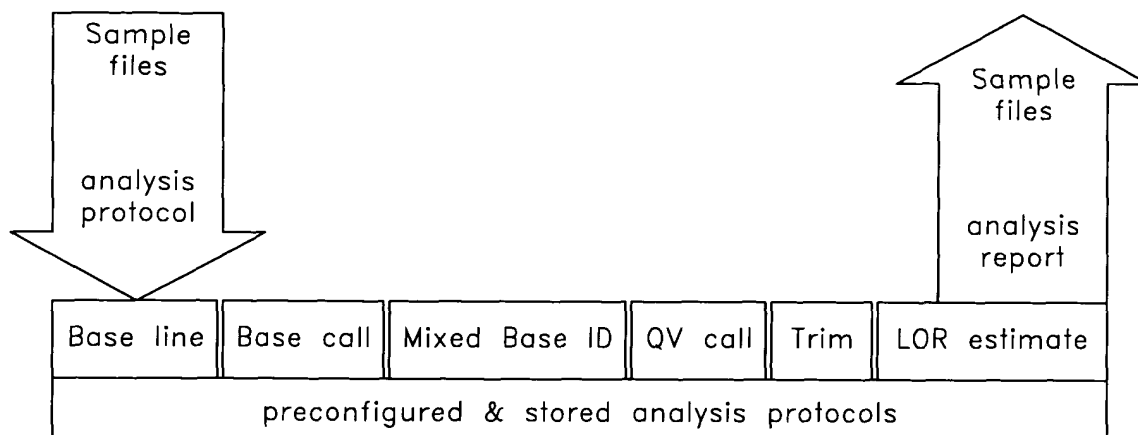 Sample
files
analysis
protocol
Sample
files
analysis
report
Base line
Base call
Mixed Base ID
QV call
Trim
LOR estimate
preconfigured & stored analysis protocols